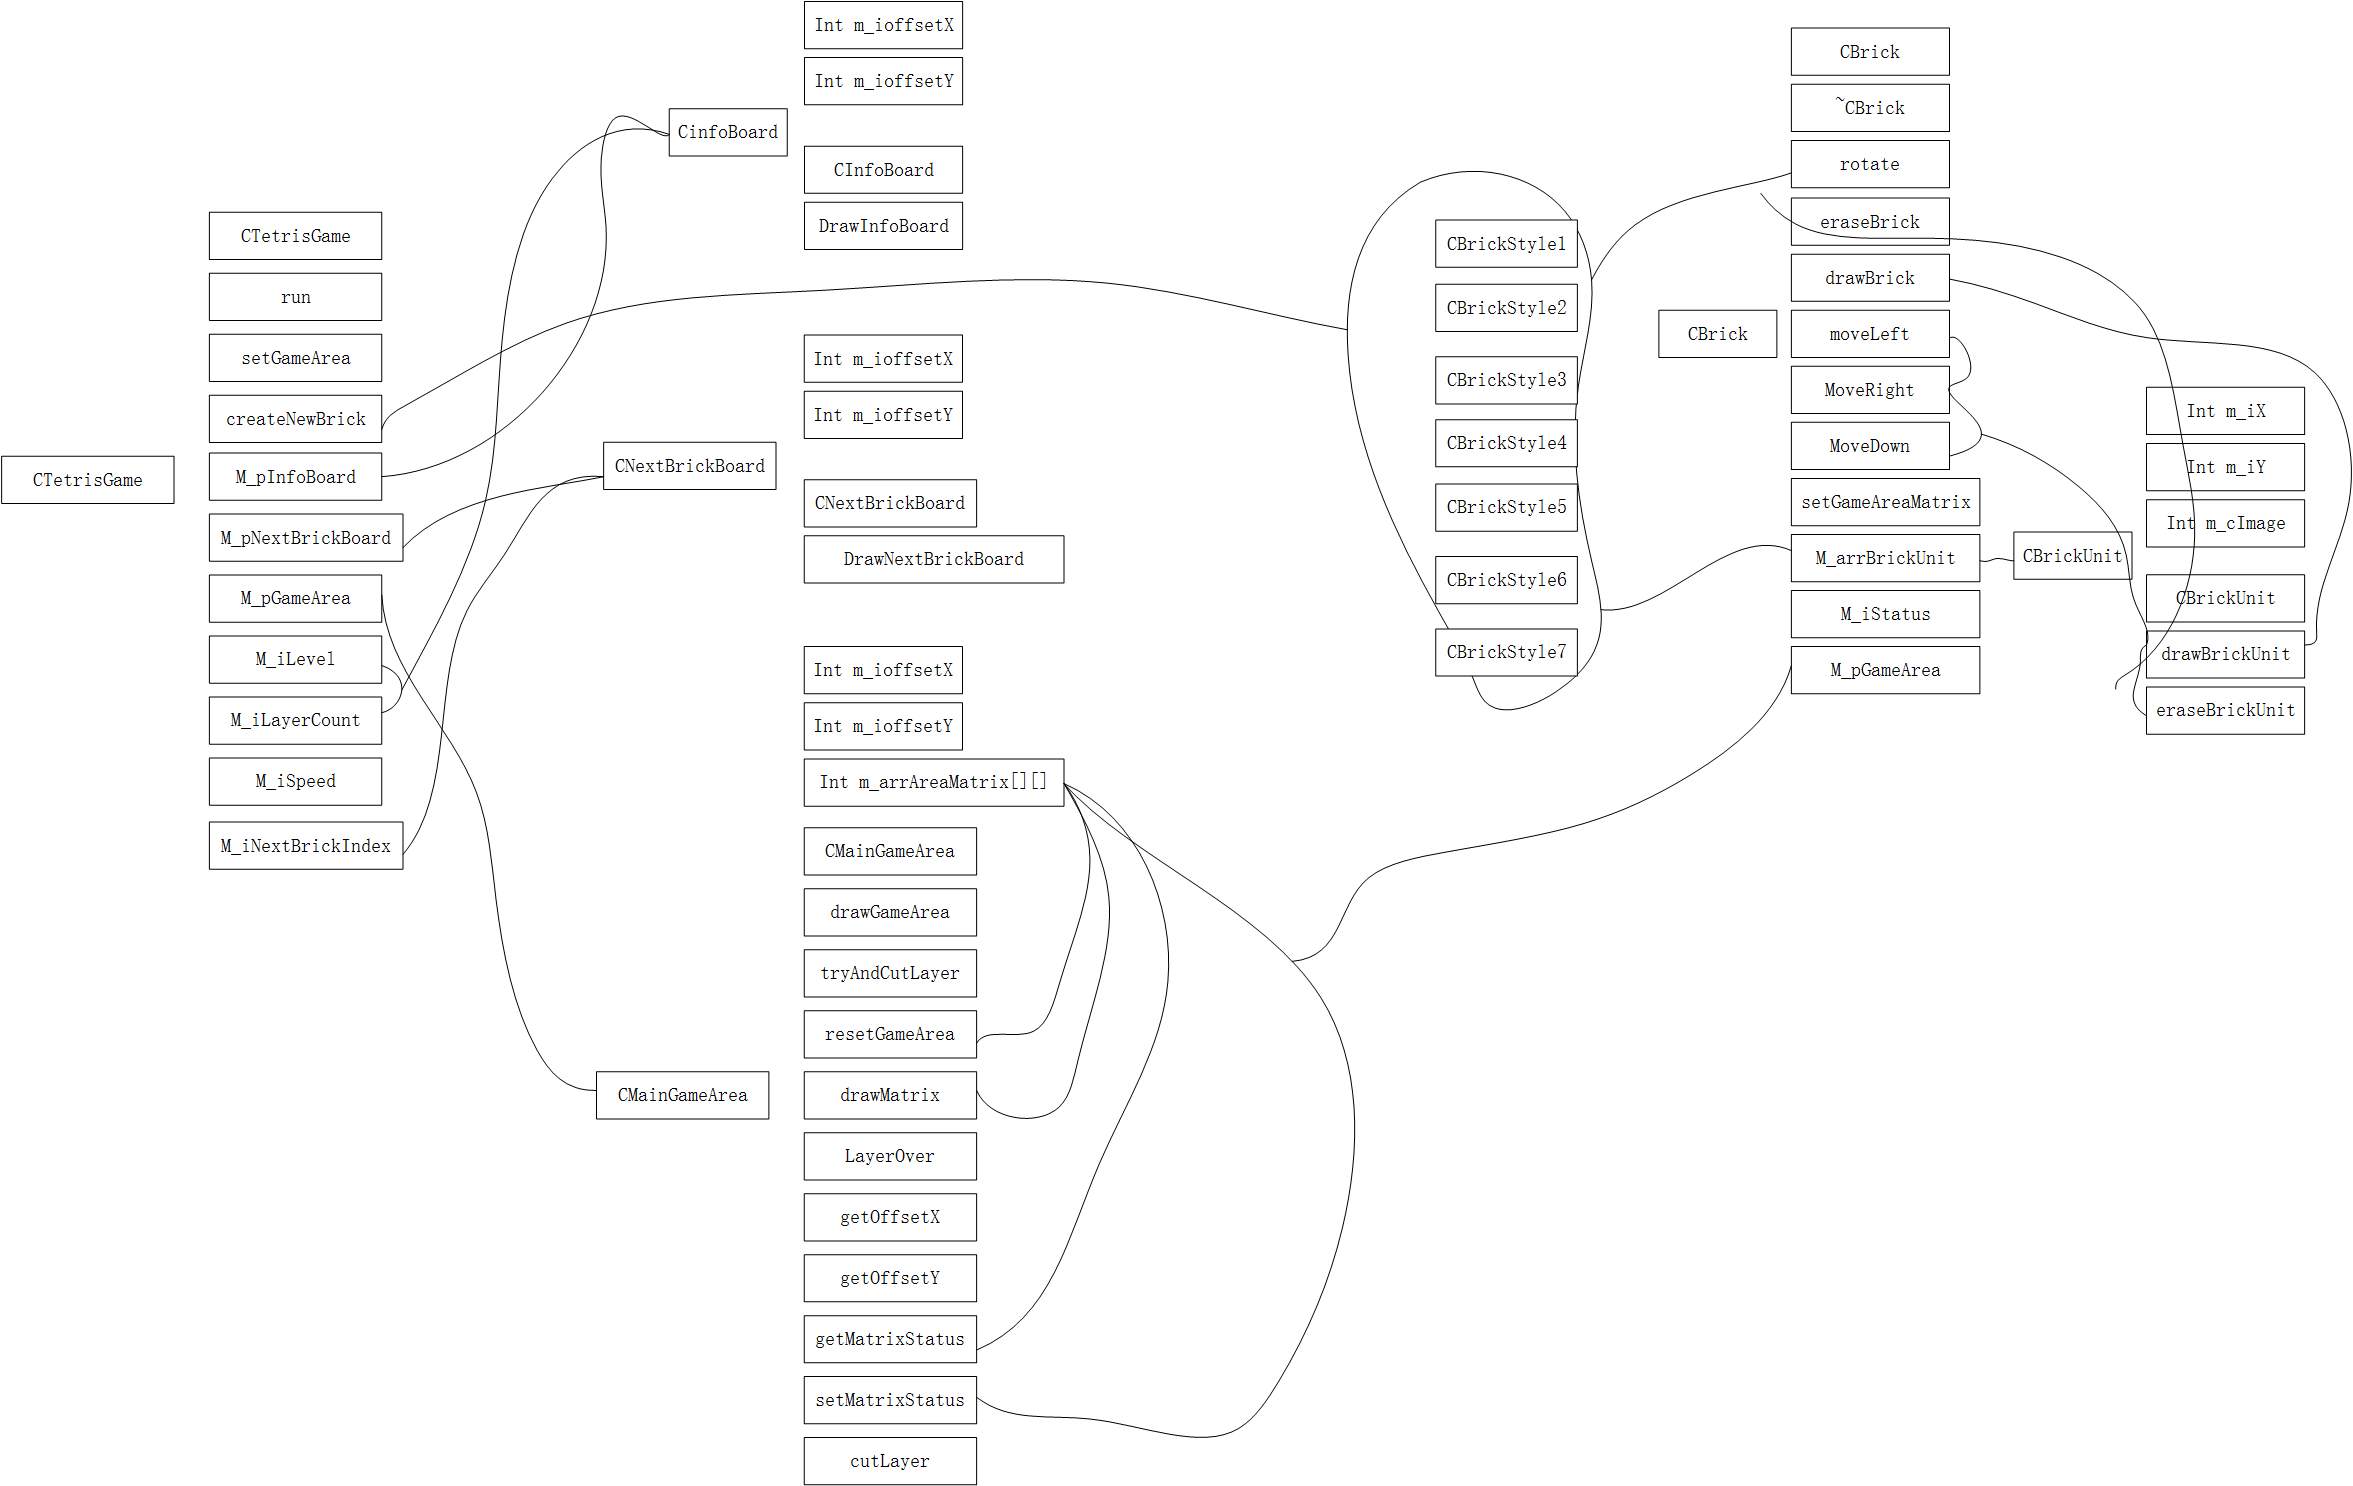 CTetrisGame
CTetrisGame
run
setGameArea
createNewBrick
M_pInfoBoard
M_pNextBrickBoard
M_pGameArea
M_iLevel
M_iLayerCount
M_iSpeed
M_iNextBrickIndex
CinfoBoard
Int m_ioffsetX
Int m_ioffsetY
CInfoBoard
DrawInfoBoard
CNextBrickBoard
Int m_ioffsetX
Int m_ioffsetY
CNextBrickBoard
DrawNextBrickBoard
CMainGameArea
Int m_ioffsetX
Int m_ioffsetY
Int m_arrAreaMatrix[][]
CMainGameArea
drawGameArea
tryAndCutLayer
resetGameArea
drawMatrix
LayerOver
getOffsetX
getOffsetY
getMatrixStatus
setMatrixStatus
cutLayer
CBrickStyle1
CBrickStyle2
CBrickStyle3
CBrickStyle4
CBrickStyle5
CBrickStyle6
CBrickStyle7
CBrick
CBrick
~CBrick
rotate
eraseBrick
drawBrick
moveLeft
MoveRight
MoveDown
setGameAreaMatrix
M_arrBrickUnit
M_iStatus
M_pGameArea
CBrickUnit
Int m_iX
Int m_iY
Int m_cImage
CBrickUnit
drawBrickUnit
eraseBrickUnit